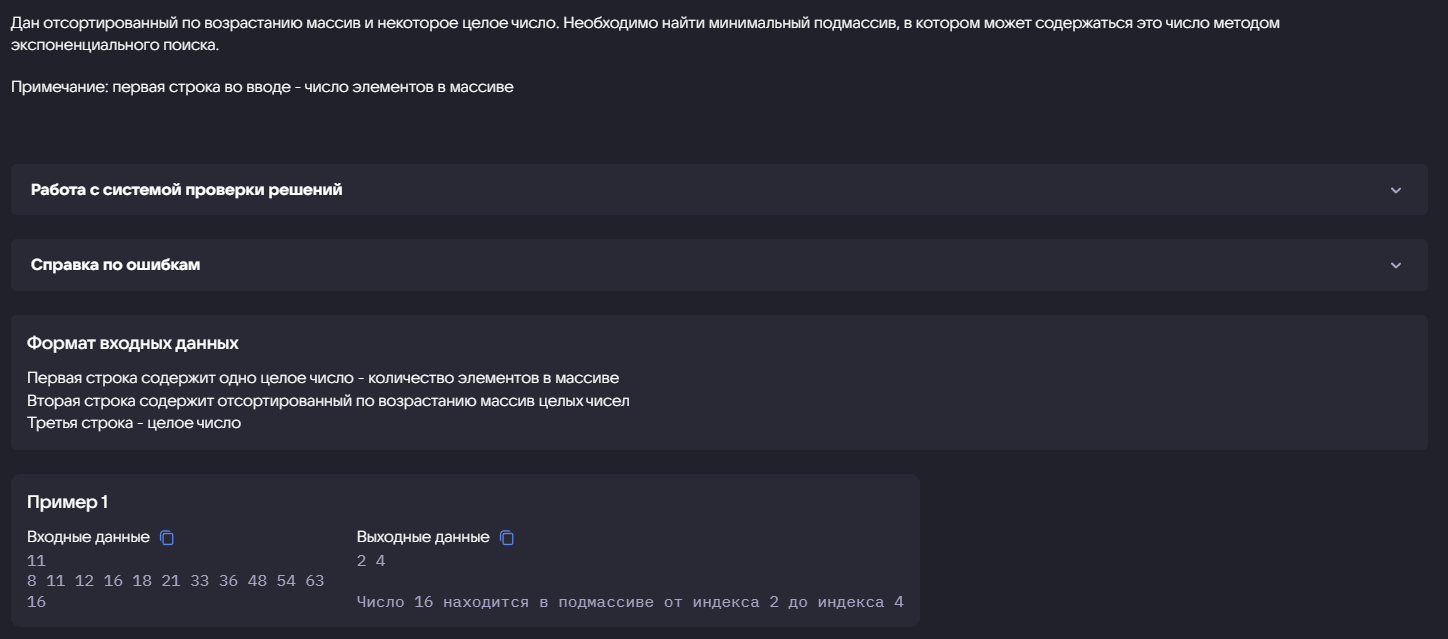 Дан отсортированный по возрастанию массив и некоторое целое число. Необходимо найти минимальный подмассив, в котором может содержаться это число методом
экспоненциального поиска.
Примечание: первая строка во вводе - число элементов в массиве
Работа с системой проверки решений
Справка по ошибкам
Формат входных данных
Первая строка содержит одно целое число - количество элементов в массиве
Вторая строка содержит отсортированный по возрастанию массив целых чисел
Третья строка - целое число
Пример 1
Входные данные Выходные данные
11 2 4
8 11 12 16 18 21 33 36 48 54 63
16 Число 16 находится в подмассиве от индекса 2 до индекса 4